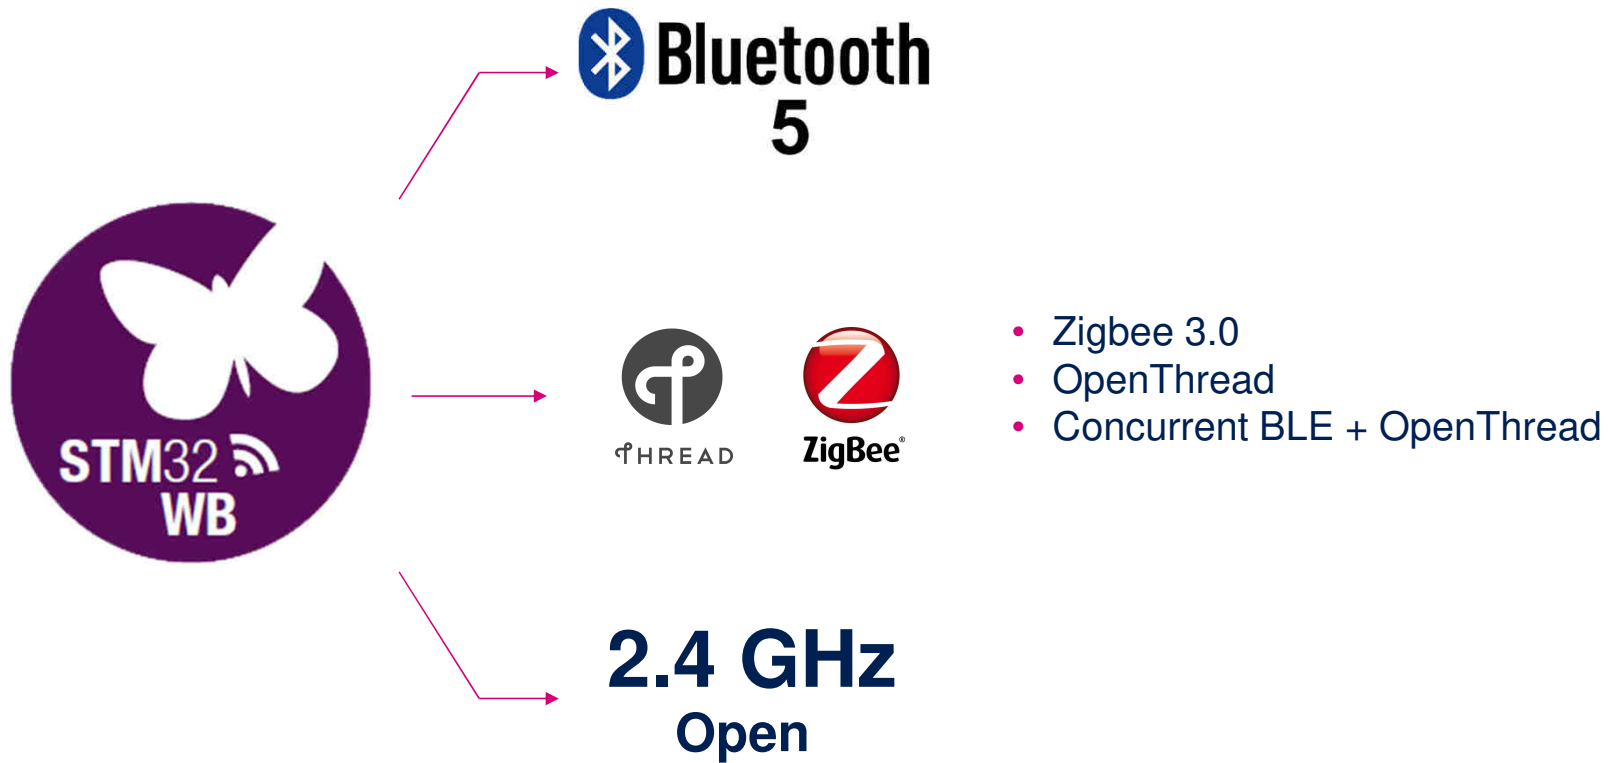 Bluetooth
5
STM32
WB
THREAD
ZigBee®
• Zigbee 3.0
• OpenThread
• Concurrent BLE + OpenThread
2.4 GHz
Open